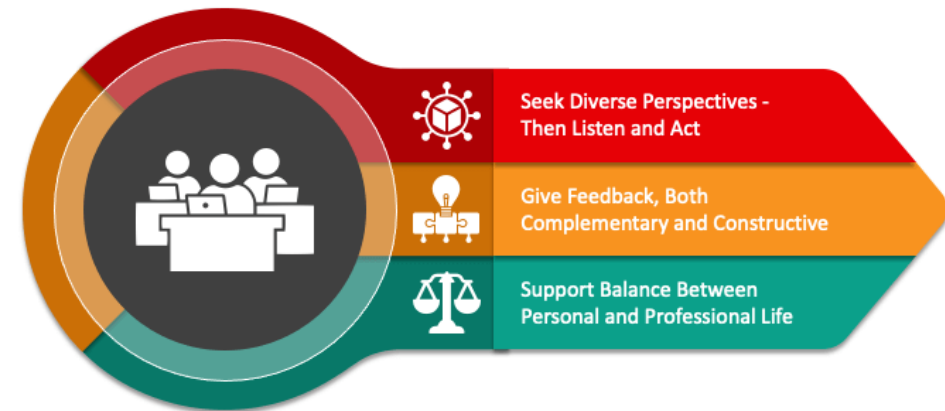 Seek Diverse Perspectives -
Then Listen and Act
Give Feedback, Both
Complementary and Constructive
Support Balance Between
Personal and Professional Life